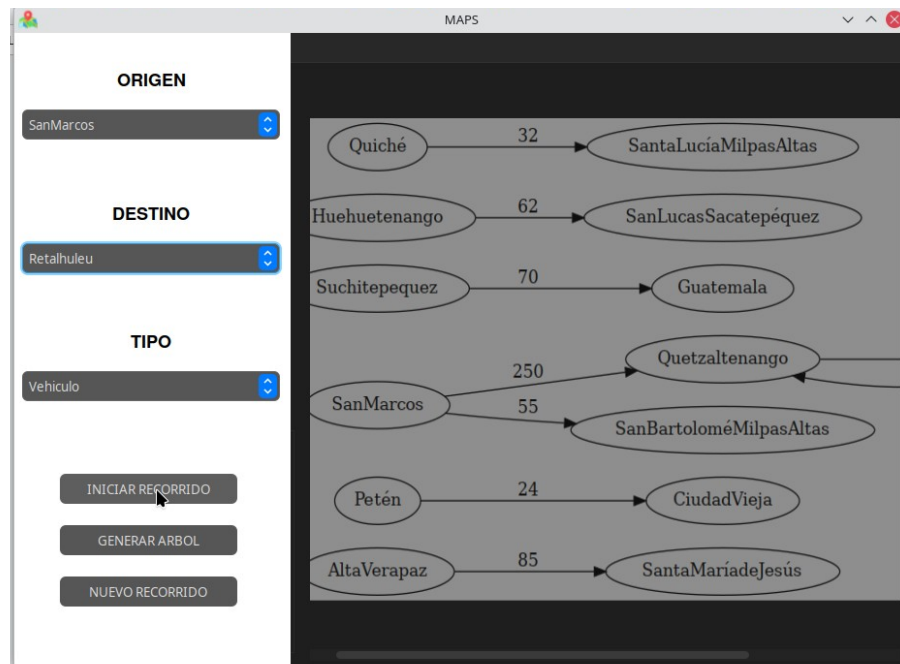 MAPS
ORIGEN
SanMarcos
DESTINO
Retalhuleu
TIPO
Vehiculo
INICIAR RECORRIDO
GENERAR ARBOL
NUEVO RECORRIDO
Quiché 32 SantaLucíaMilpasAltas
Huehuetenango 62 SanLucasSacatepéquez
Suchitepequez 70 Guatemala
Quetzaltenango
250
SanMarcos 55
SanBartoloméMilpasAltas
Petén 24 CiudadVieja
AltaVerapaz 85 SantaMaríadeJesús